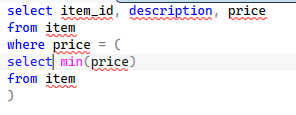 select item_id, description, price
from item
where price = (
select min(price)
from item
)